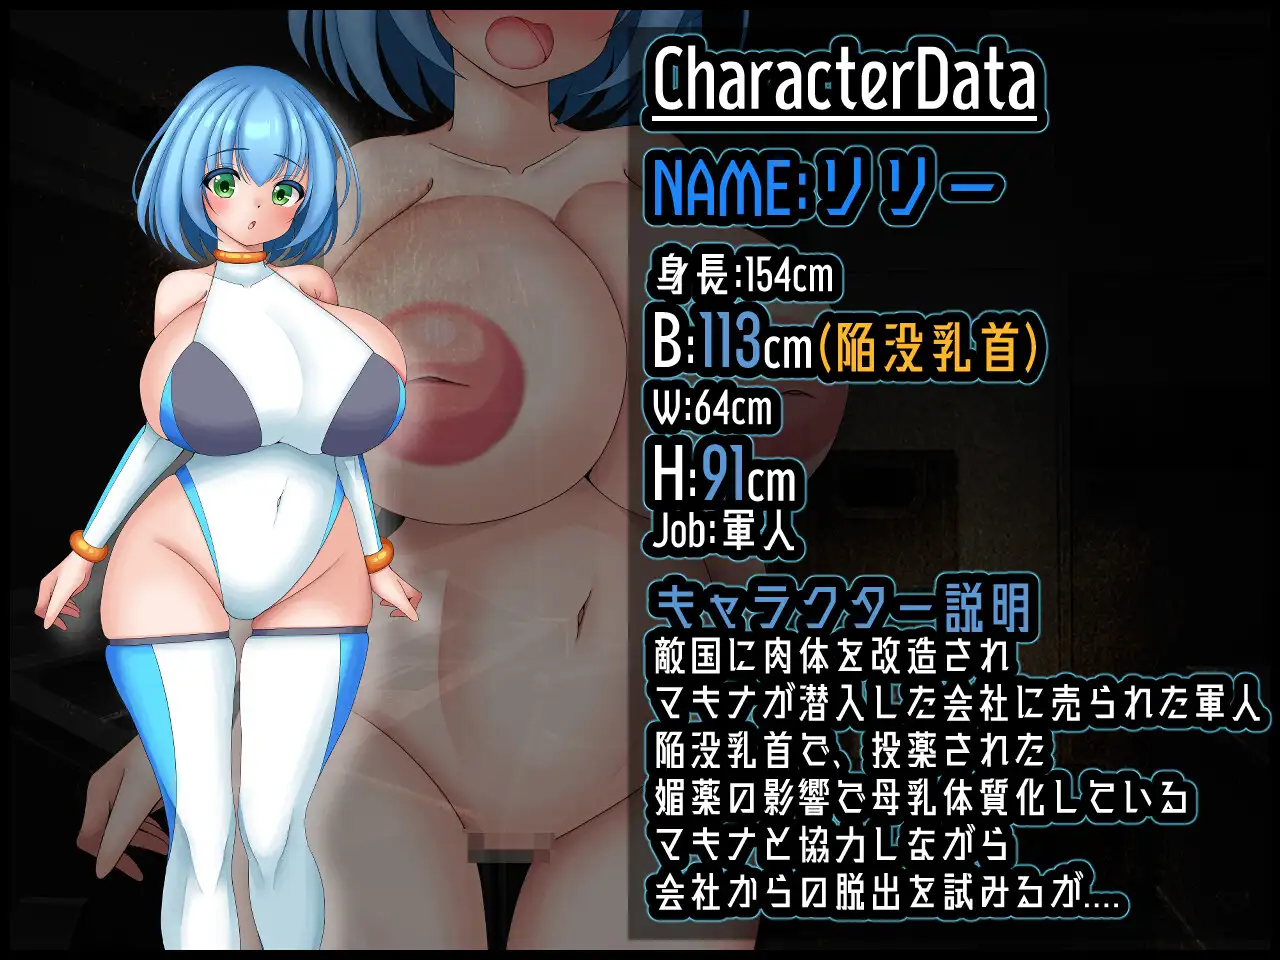 CharacterData
NAME:リリー
身長:154cm
B:113cm(陥没乳首)
W:64cm
H:91cm
Job:軍人
キャラクター説明
敵国に肉体を改造され
マキナが潜入した会社に売られた軍人
陥没乳首で、投薬された
媚薬の影響で母乳体質化している
マキナと協力しながら
会社からの脱出を試みるが....